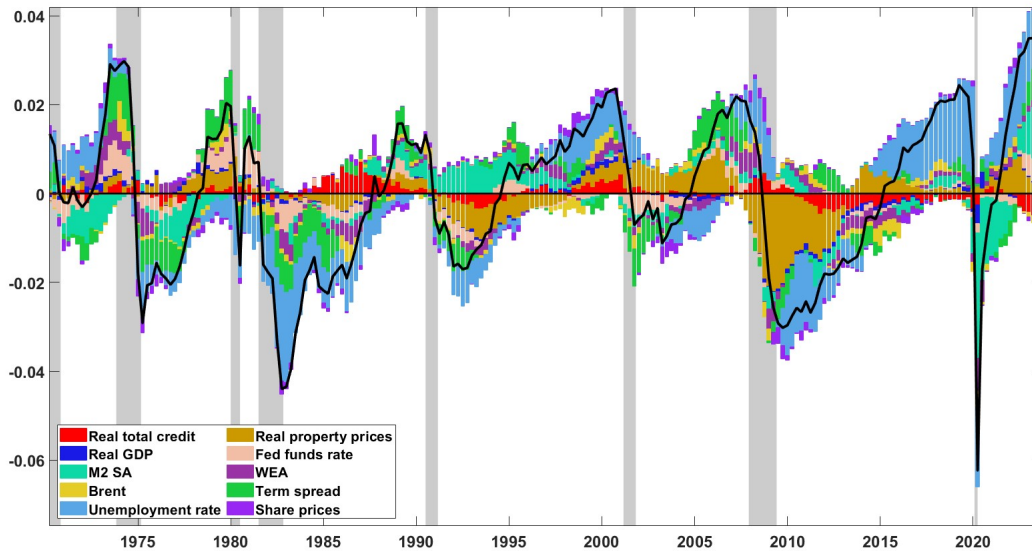 0.04
0.02
0
-0.02
-0.04
-0.06
Real total credit
Real GDP
M2 SA
Brent
Unemployment rate
Real property prices
Fed funds rate
WEA
Term spread
Share prices
1975 1980 1985 1990 1995 2000 2005 2010 2015 2020